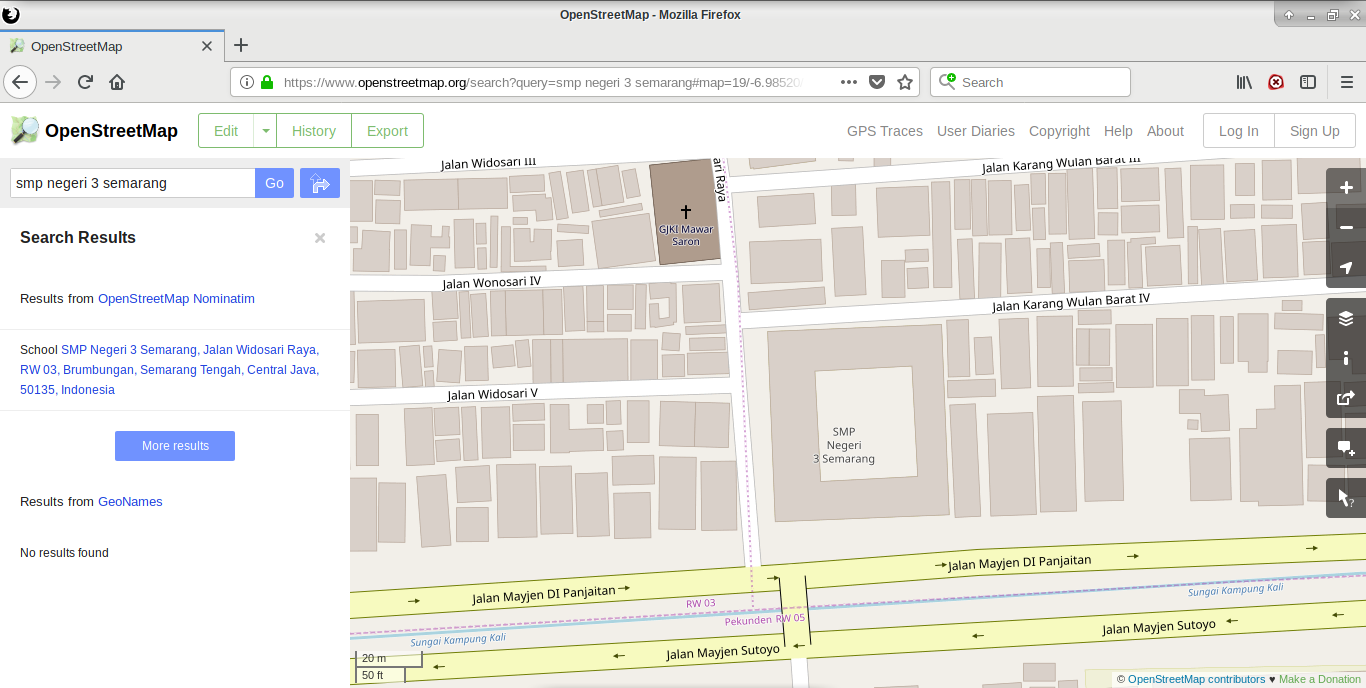 OpenStreetMap - Mozilla Firefox
OpenStreetMap
https://www.openstreetmap.org/search?query=smp negeri 3 semarang#map=19/-6.98520
Search
OpenStreetMap
Edit
History
Export
GPS Traces
User Diaries
Copyright
Help
About
Log In
Sign Up
smp negeri 3 semarang
Go
Search Results
Results from OpenStreetMap Nominatim
School SMP Negeri 3 Semarang, Jalan Widosari Raya,
RW 03, Brumbungan, Semarang Tengah, Central Java,
50135, Indonesia
More results
Results from GeoNames
No results found
Jalan Widosari III
ari Raya
Jalan Karang Wulan Barat III
GJKI Mawar
Saron
Jalan Wonosari IV
Jalan Karang Wulan Barat IV
Jalan Widosari V
SMP
Negeri
3 Semarang
Jalan Mayjen DI Panjaitan
Jalan Mayjen DI Panjaitan
RW 03
Pekunden RW 05
Sungai Kampung Kali
Sungai Kampung Kali
Jalan Mayjen Sutoyo
Jalan Mayjen Sutoyo
20 m
50 ft
?
© OpenStreetMap contributors ♥ Make a Donation